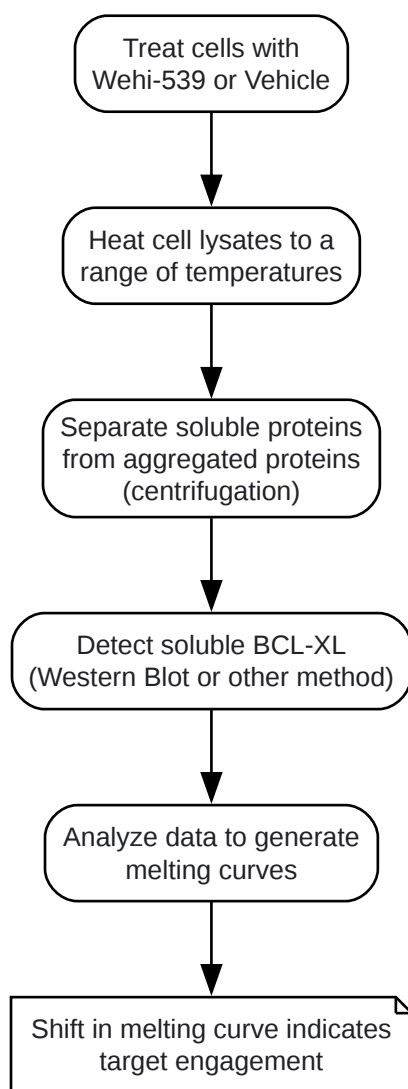 Treat cells with
Wehi-539 or Vehicle
Heat cell lysates to a
range of temperatures
Separate soluble proteins
from aggregated proteins
(centrifugation)
Detect soluble BCL-XL
(Western Blot or other method)
Analyze data to generate
melting curves
Shift in melting curve indicates
target engagement